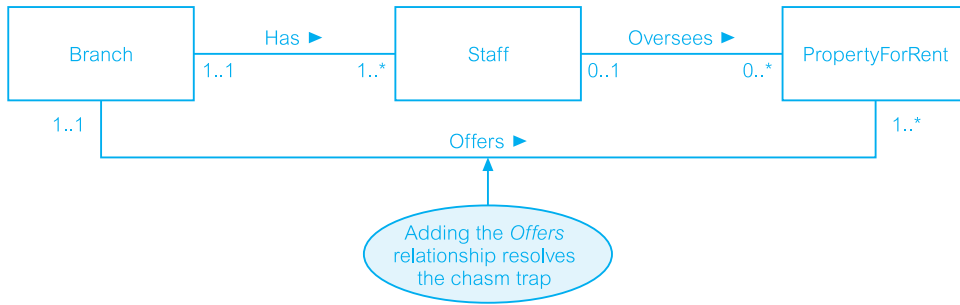 Has ►
Oversees ►
Branch
Staff
PropertyForRent
1..1
1..*
0..1
0..*
1..1
1..*
Offers ►
Adding the Offers
relationship resolves
the chasm trap